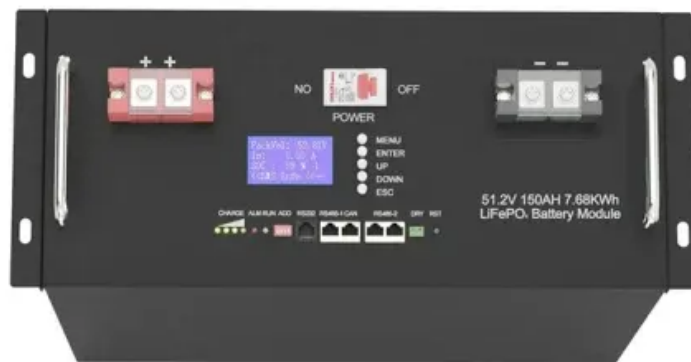 + +
− −
NO
OFF
POWER
MENU
ENTER
UP
DOWN
ESC
51.2V 150AH 7.68KWh
LiFePO₄ Battery Module
CHARGE ALM RUN ADD RS232 RS485-1 CAN RS485-2 DRY RST